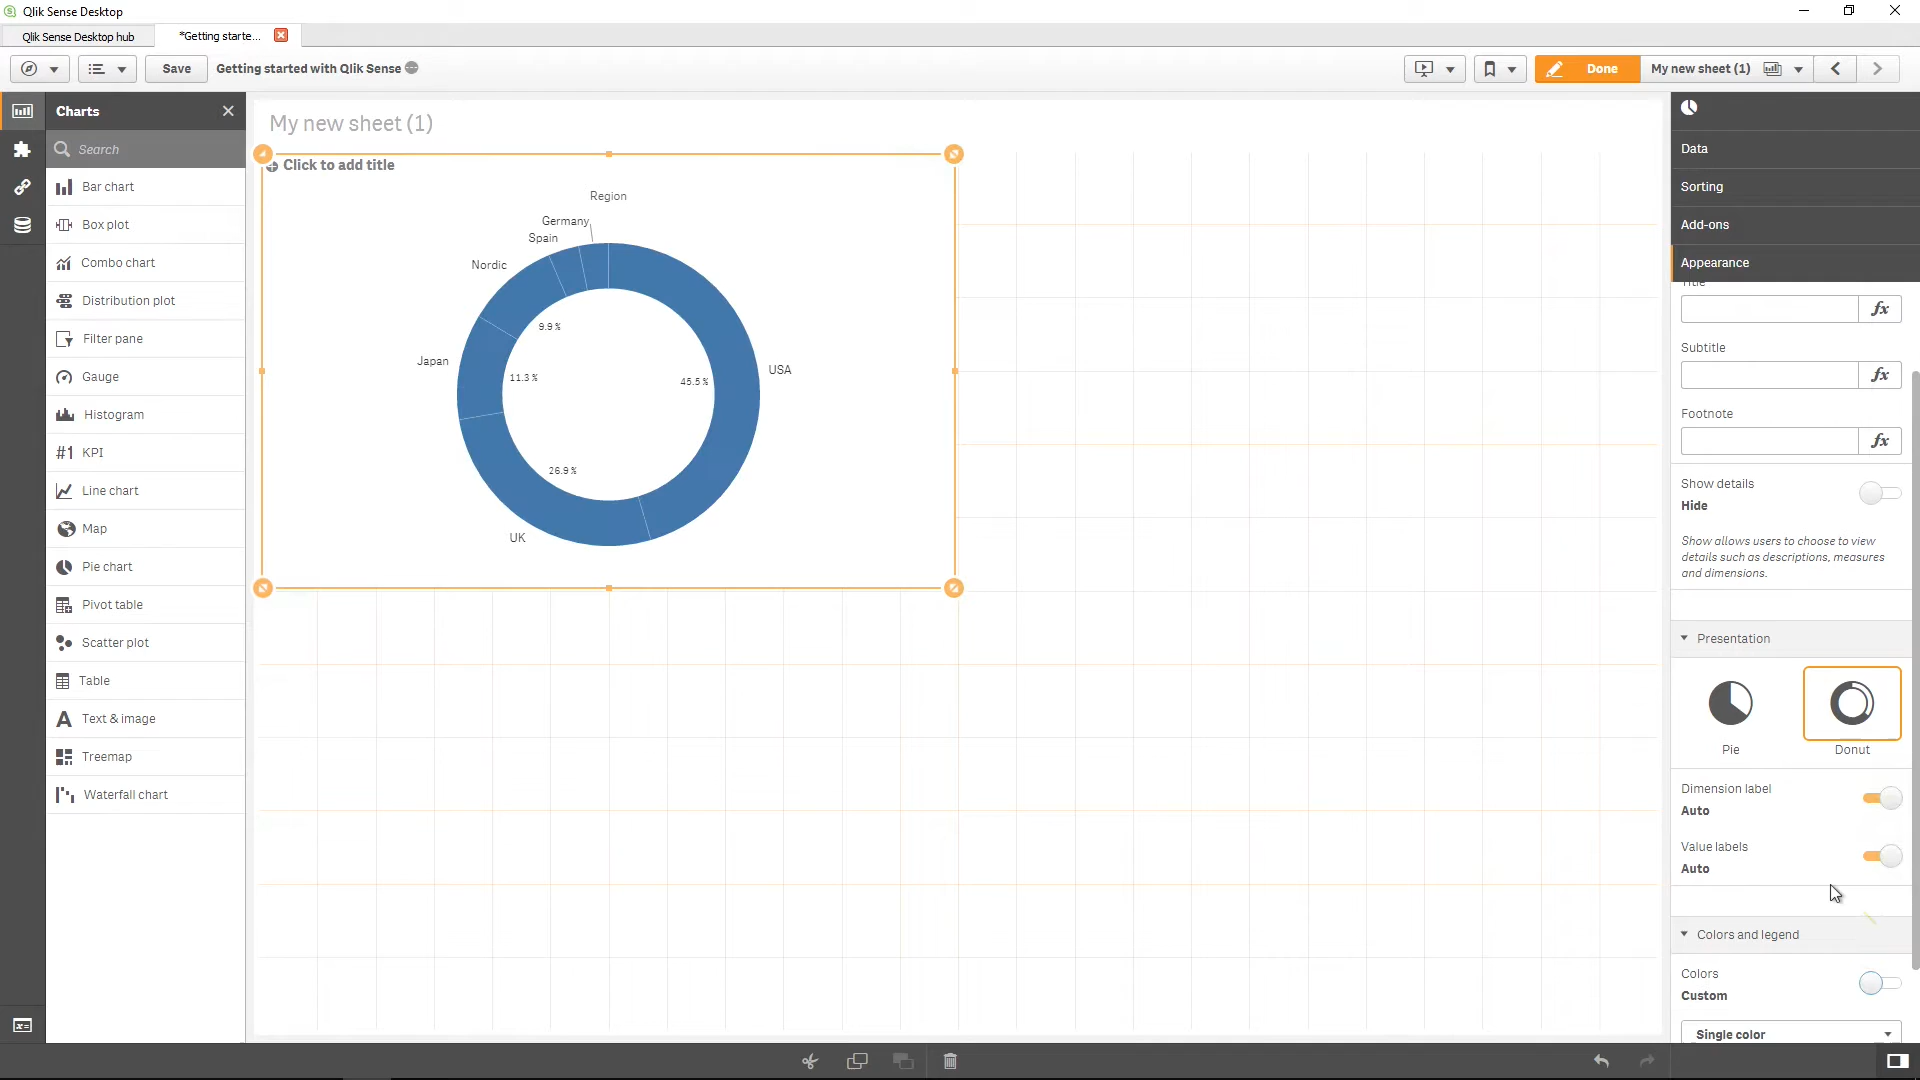 Qlik Sense Desktop
Qlik Sense Desktop hub
*Getting starte...
Save
Getting started with Qlik Sense
Done
My new sheet (1)
Charts
Search
Bar chart
Box plot
Combo chart
Distribution plot
Filter pane
Gauge
Histogram
#1 KPI
Line chart
Map
Pie chart
Pivot table
Scatter plot
Table
Text & image
Treemap
Waterfall chart
My new sheet (1)
Click to add title
Region
Germany
Spain
Nordic
9.9 %
Japan
11.3 %
45.5 %
USA
26.9 %
UK
Data
Sorting
Add-ons
Appearance
Title
fx
Subtitle
fx
Footnote
fx
Show details
Hide
Show allows users to choose to view
details such as descriptions, measures
and dimensions.
Presentation
Pie
Donut
Dimension label
Auto
Value labels
Auto
Colors and legend
Colors
Custom
Single color